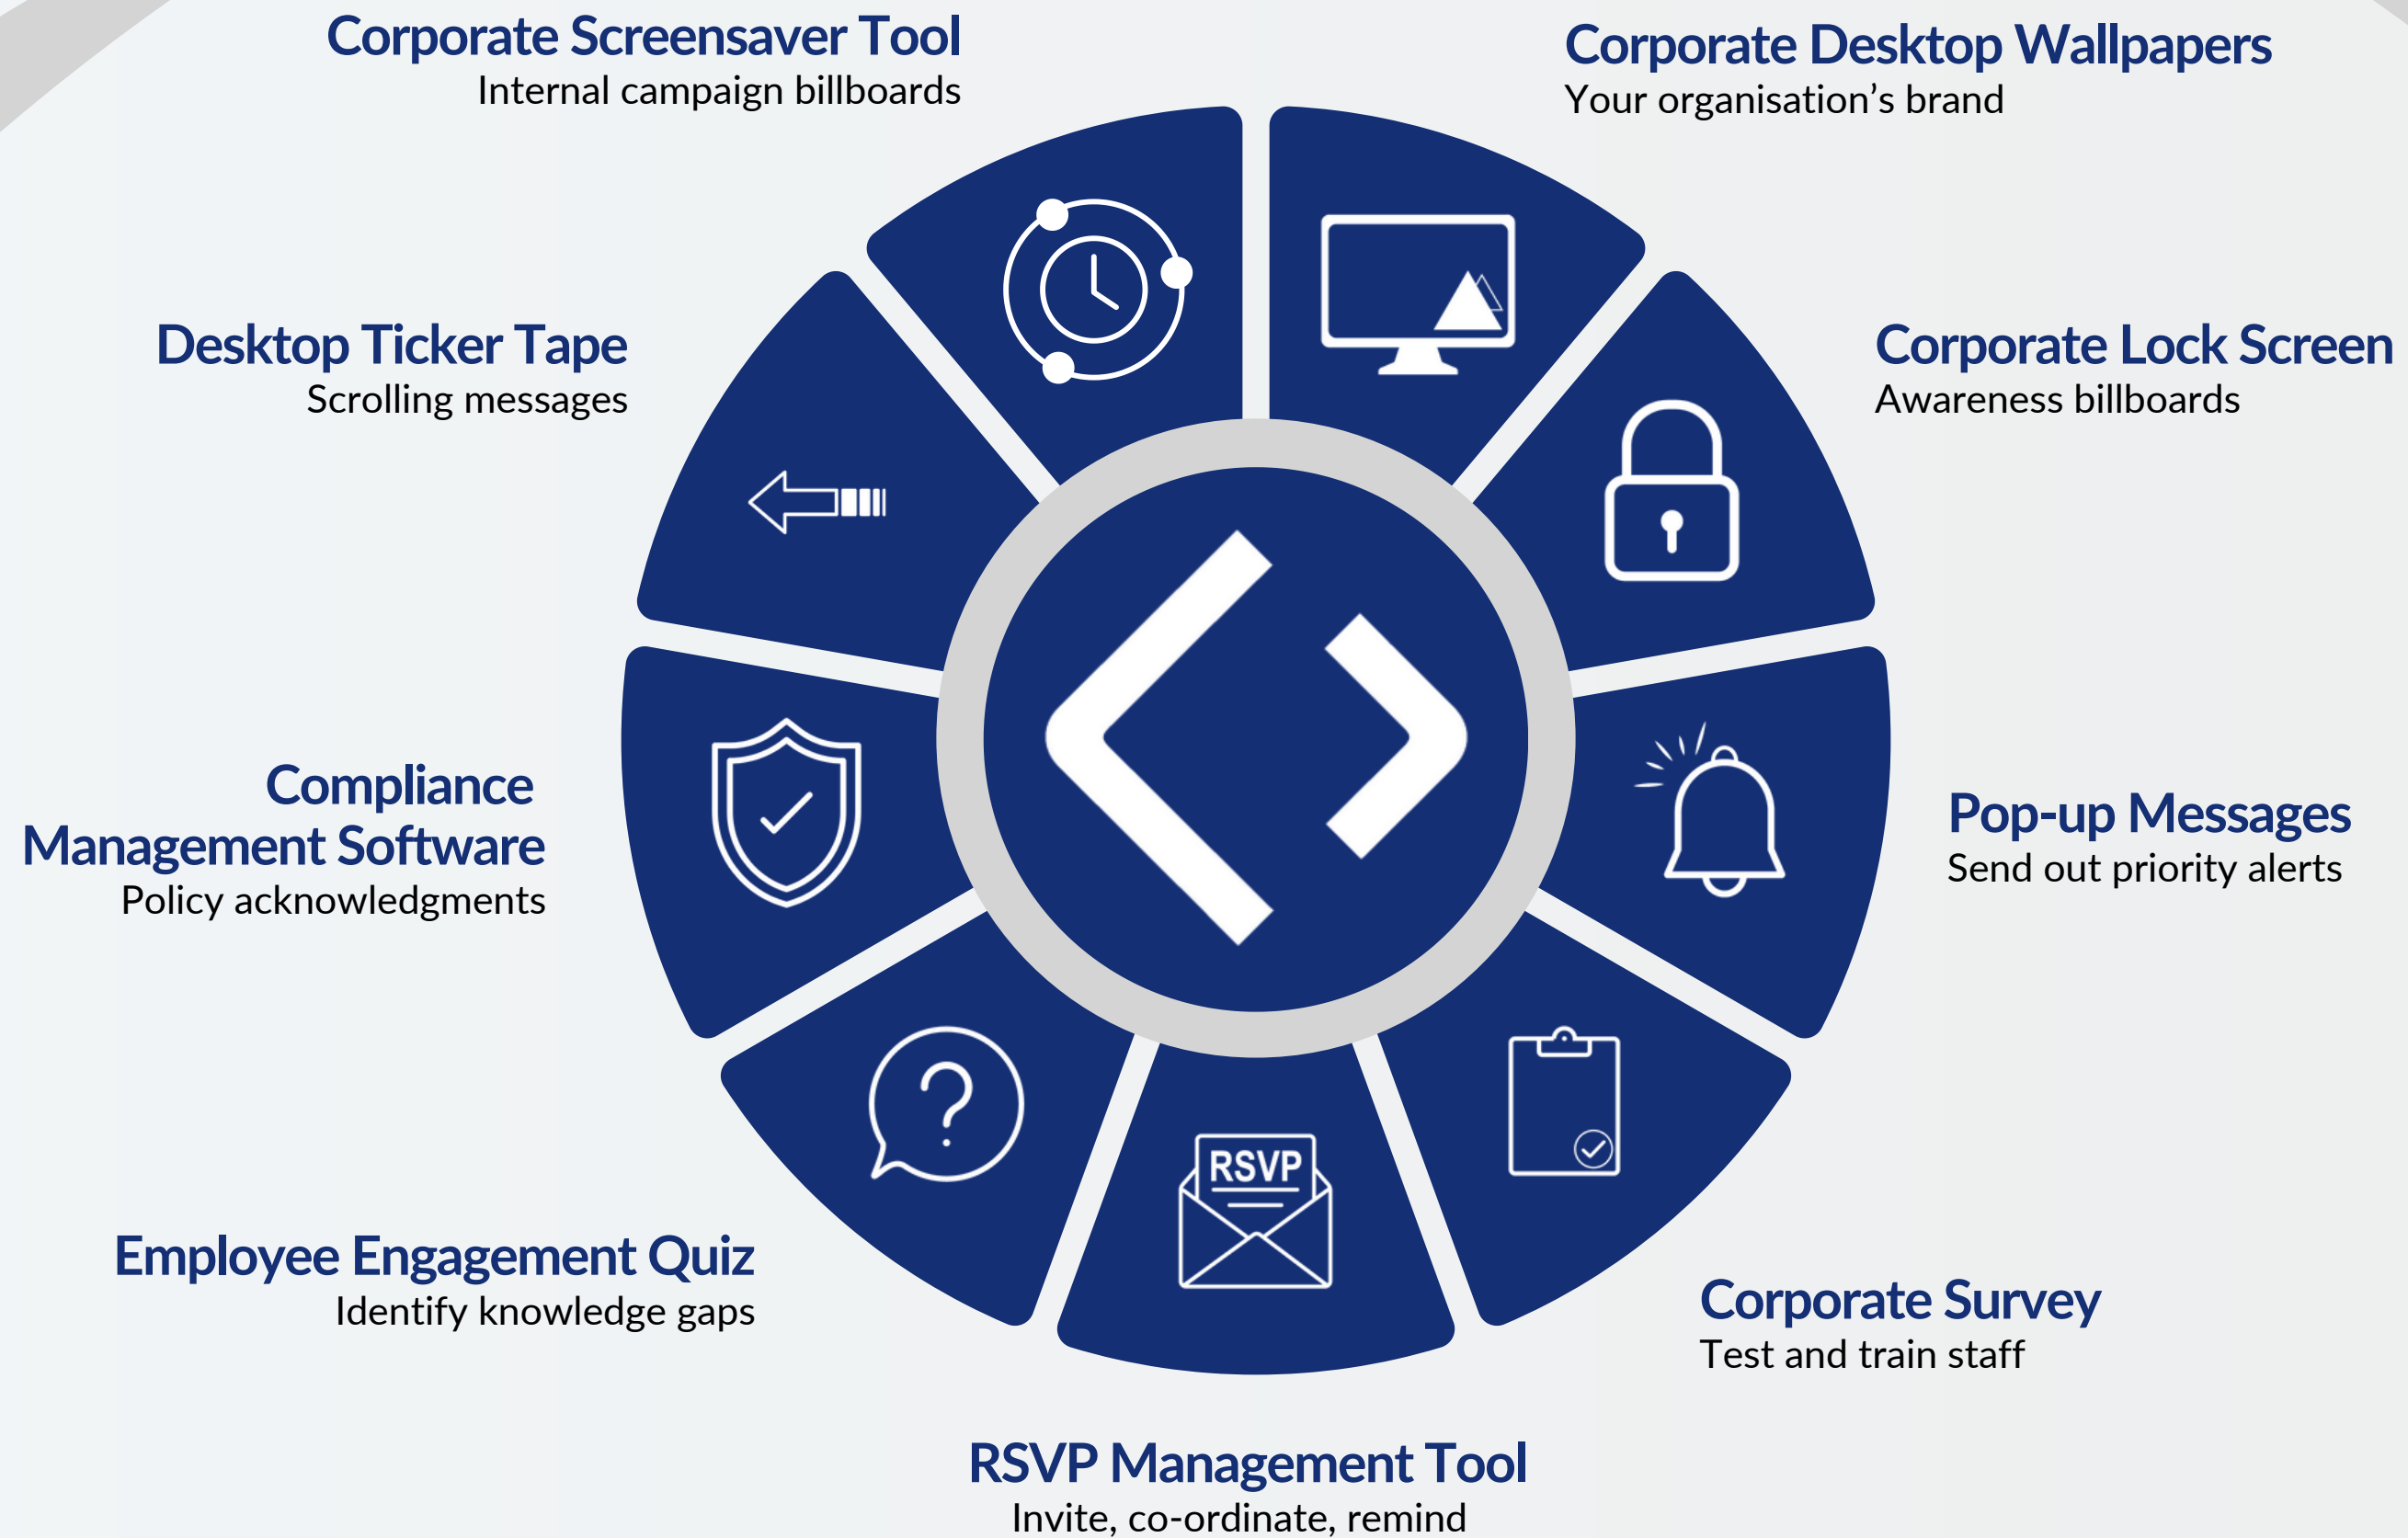 Corporate Screensaver Tool
Internal campaign billboards
Corporate Desktop Wallpapers
Your organisation’s brand
Desktop Ticker Tape
Scrolling messages
Corporate Lock Screen
Awareness billboards
Compliance
Management Software
Policy acknowledgments
Pop-up Messages
Send out priority alerts
RSVP
Employee Engagement Quiz
Identify knowledge gaps
Corporate Survey
Test and train staff
RSVP Management Tool
Invite, co-ordinate, remind